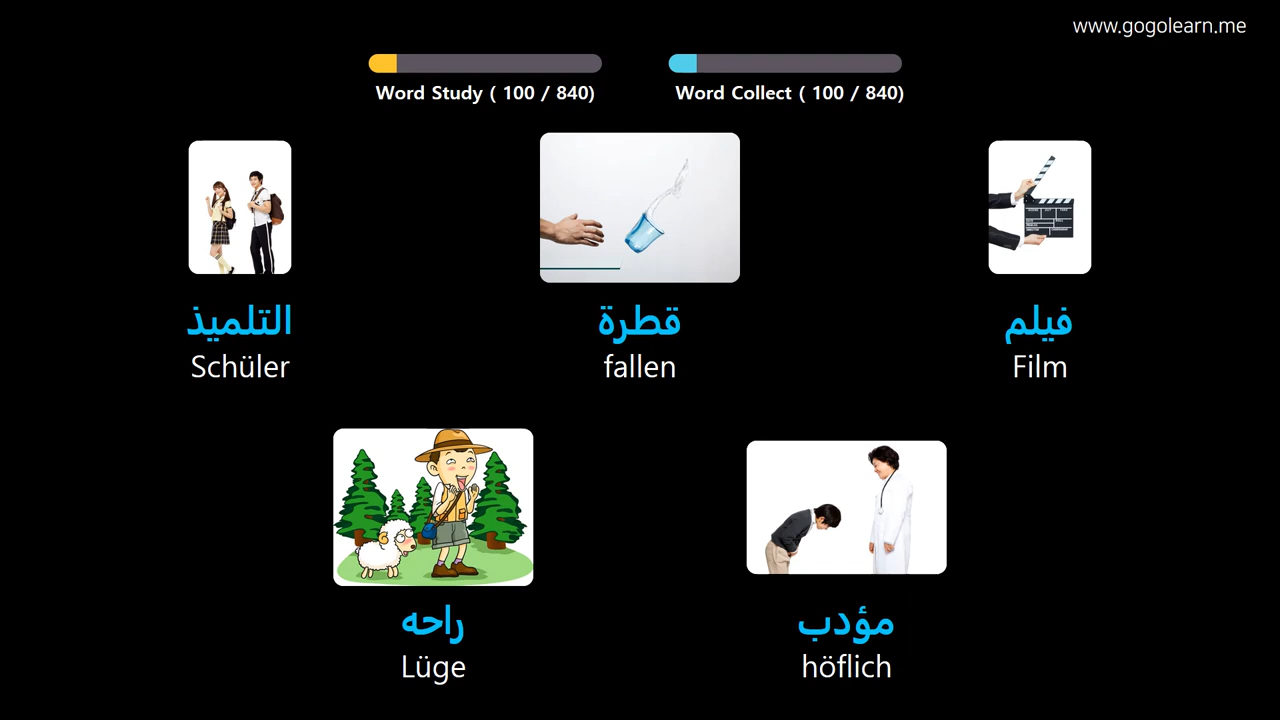 www.gogolearn.me
Word Study ( 100 / 840)
Word Collect ( 100 / 840)
التلميذ
Schüler
قطرة
fallen
فيلم
Film
راحه
Lüge
مؤدب
höflich